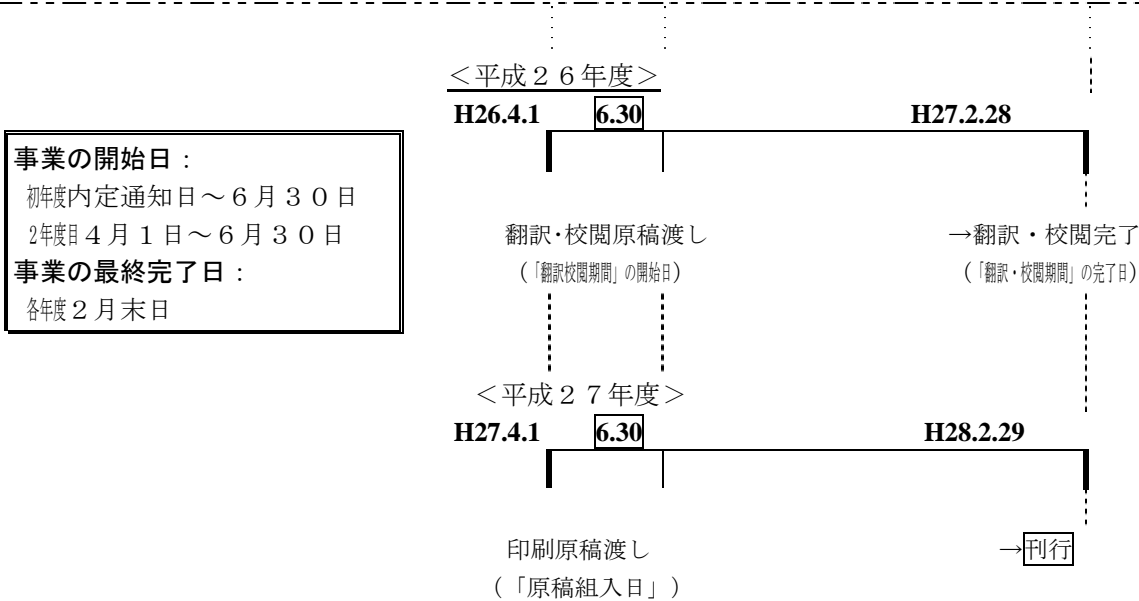 ＜平成２６年度＞
H26.4.1 6.30 H27.2.28
事業の開始日：
初年度内定通知日～６月３０日
2年度目４月１日～６月３０日
事業の最終完了日：
各年度２月末日
翻訳･校閲原稿渡し →翻訳・校閲完了
（「翻訳校閲期間」の開始日） （「翻訳・校閲期間」の完了日）
＜平成２７年度＞
H27.4.1 6.30 H28.2.29
印刷原稿渡し →刊行
（「原稿組入日」）